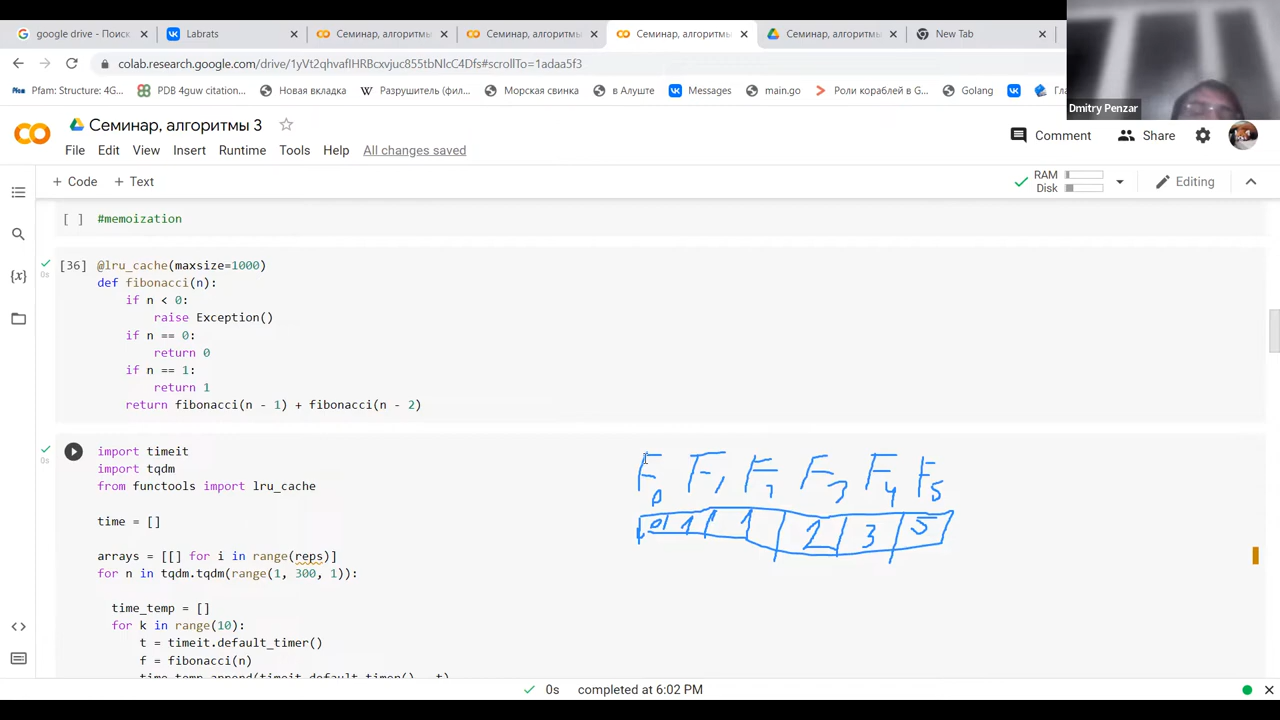 google drive - Поиск
Labrats
Семинар, алгоритмы
Семинар, алгоритмы
Семинар, алгоритмы
Семинар, алгоритмы
New Tab
colab.research.google.com/drive/1yVt2qhvaflHRBcxvjuc855tbNlcC4Dfs#scrollTo=1adaa5f3
Pfam: Structure: 4G...
PDB 4guw citation...
Новая вкладка
Разрушитель (фил...
Морская свинка
в Алуште
Messages
main.go
Роли кораблей в G...
Golang
Dmitry Penzar
Семинар, алгоритмы 3
File Edit View Insert Runtime Tools Help All changes saved
Comment Share
+ Code + Text
RAM
Disk
Editing
[ ] #memoization
[36] @lru_cache(maxsize=1000)
0s
def fibonacci(n):
if n < 0:
raise Exception()
if n == 0:
return 0
if n == 1:
return 1
return fibonacci(n - 1) + fibonacci(n - 2)
import timeit
0s
import tqdm
from functools import lru_cache
time = []
arrays = [[] for i in range(reps)]
for n in tqdm.tqdm(range(1, 300, 1)):
time_temp = []
for k in range(10):
t = timeit.default_timer()
f = fibonacci(n)
time_temp.append(timeit.default_timer() - t)
F0 F1 F2 F3 F4 F5
0 1 1 2 3 5
0s completed at 6:02 PM